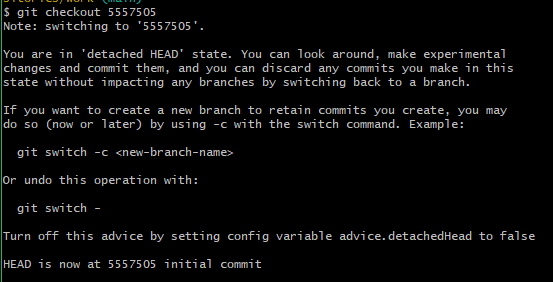 (main)
$ git checkout 5557505
Note: switching to '5557505'.
You are in 'detached HEAD' state. You can look around, make experimental
changes and commit them, and you can discard any commits you make in this
state without impacting any branches by switching back to a branch.
If you want to create a new branch to retain commits you create, you may
do so (now or later) by using -c with the switch command. Example:
git switch -c <new-branch-name>
Or undo this operation with:
git switch -
Turn off this advice by setting config variable advice.detachedHead to false
HEAD is now at 5557505 initial commit